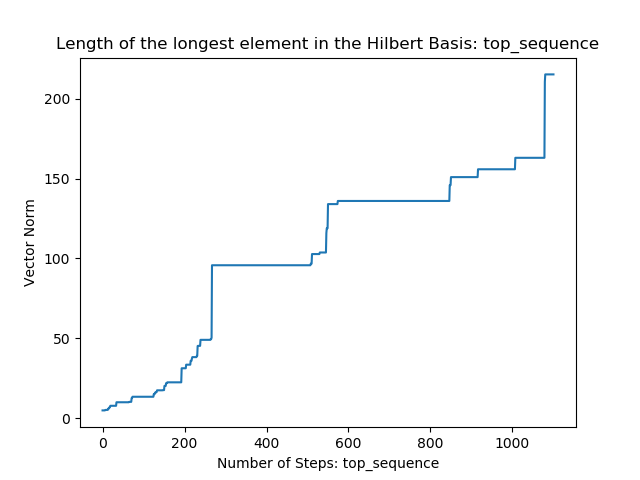 Length of the longest element in the Hilbert Basis: top_sequence
200
150
100
50
0
Vector Norm
0 200 400 600 800 1000
Number of Steps: top_sequence